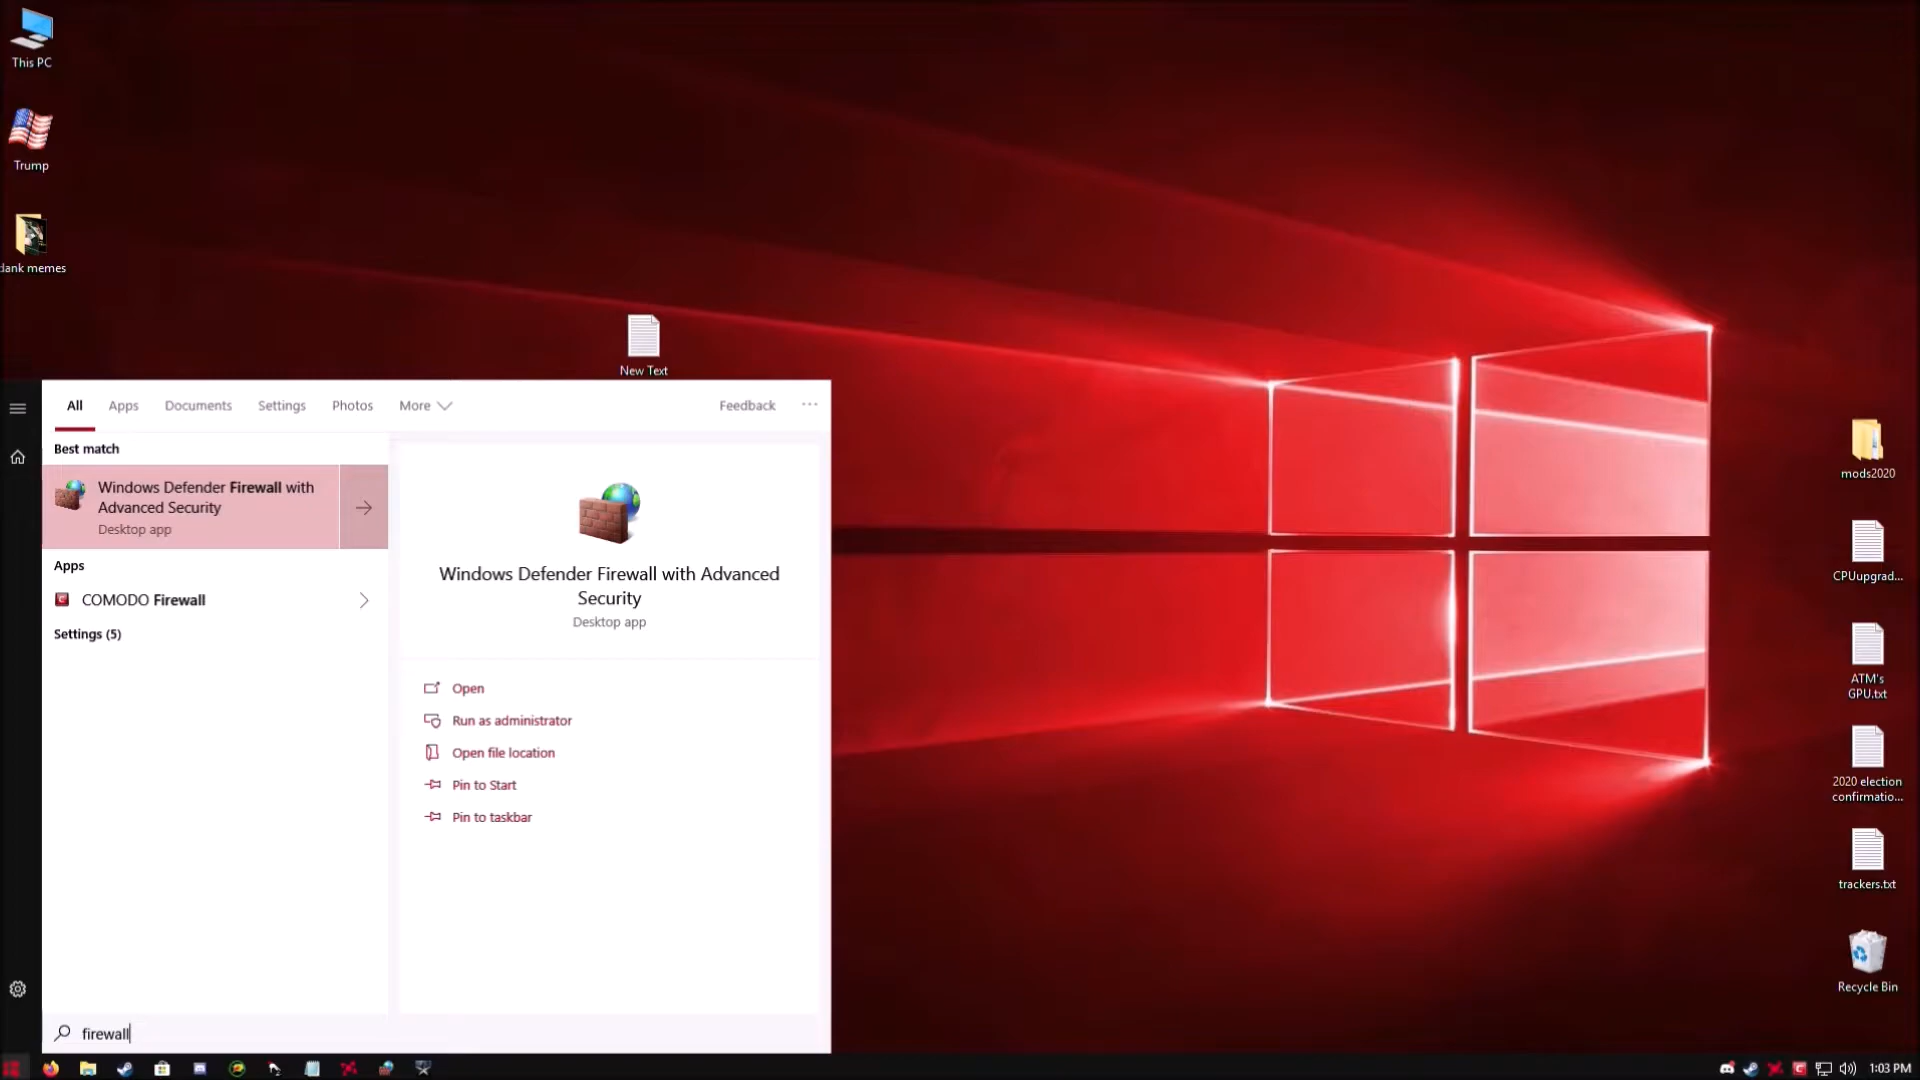 This PC
Trump
dank memes
New Text
All
Apps
Documents
Settings
Photos
More
Feedback
...
Best match
Windows Defender Firewall with
Advanced Security
Desktop app
Apps
COMODO Firewall
Settings (5)
Windows Defender Firewall with Advanced
Security
Desktop app
Open
Run as administrator
Open file location
Pin to Start
Pin to taskbar
firewall
mods2020
CPUupgrad...
ATM's
GPU.txt
2020 election
confirmatio...
trackers.txt
Recycle Bin
1:03 PM